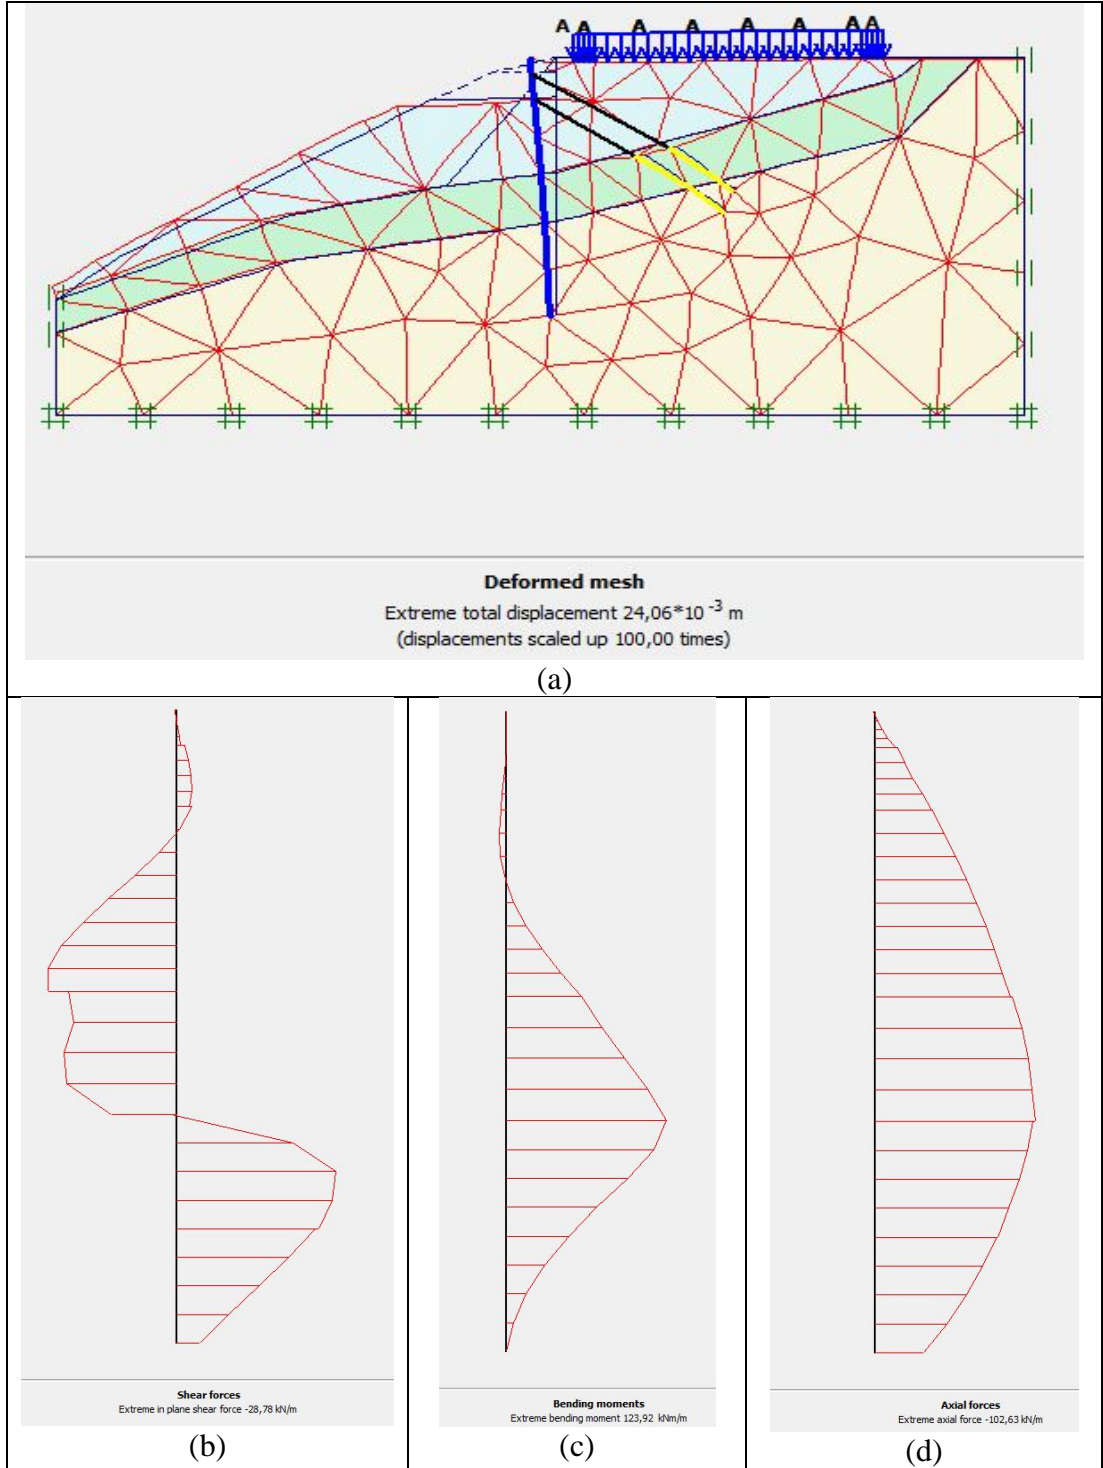 A A A A A A A A
Deformed mesh
Extreme total displacement 24,06*10 -3 m
(displacements scaled up 100,00 times)
(a)
Shear forces
Extreme in plane shear force -28,78 kN/m
(b)
Bending moments
Extreme bending moment 123,92 kNm/m
(c)
Axial forces
Extreme axial force -102,63 kN/m
(d)